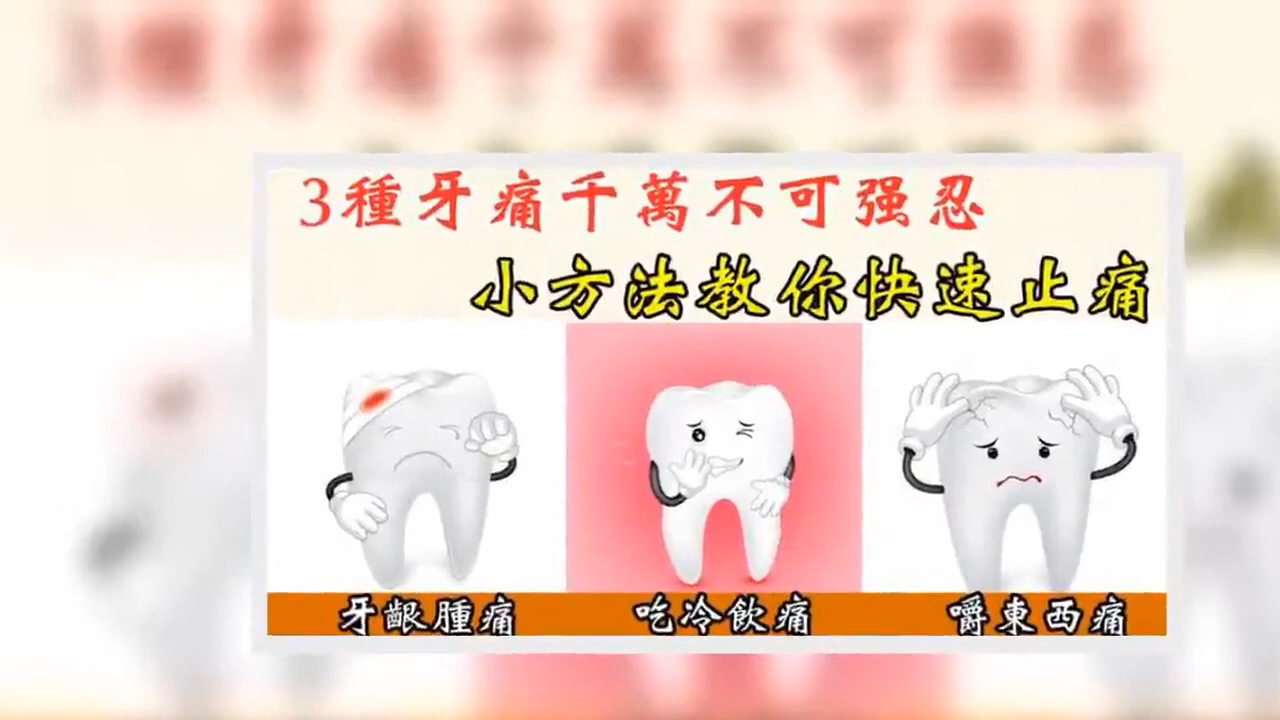 3種牙痛千萬不可强忍
小方法教你快速止痛
牙齦腫痛
吃冷飲痛
嚼東西痛